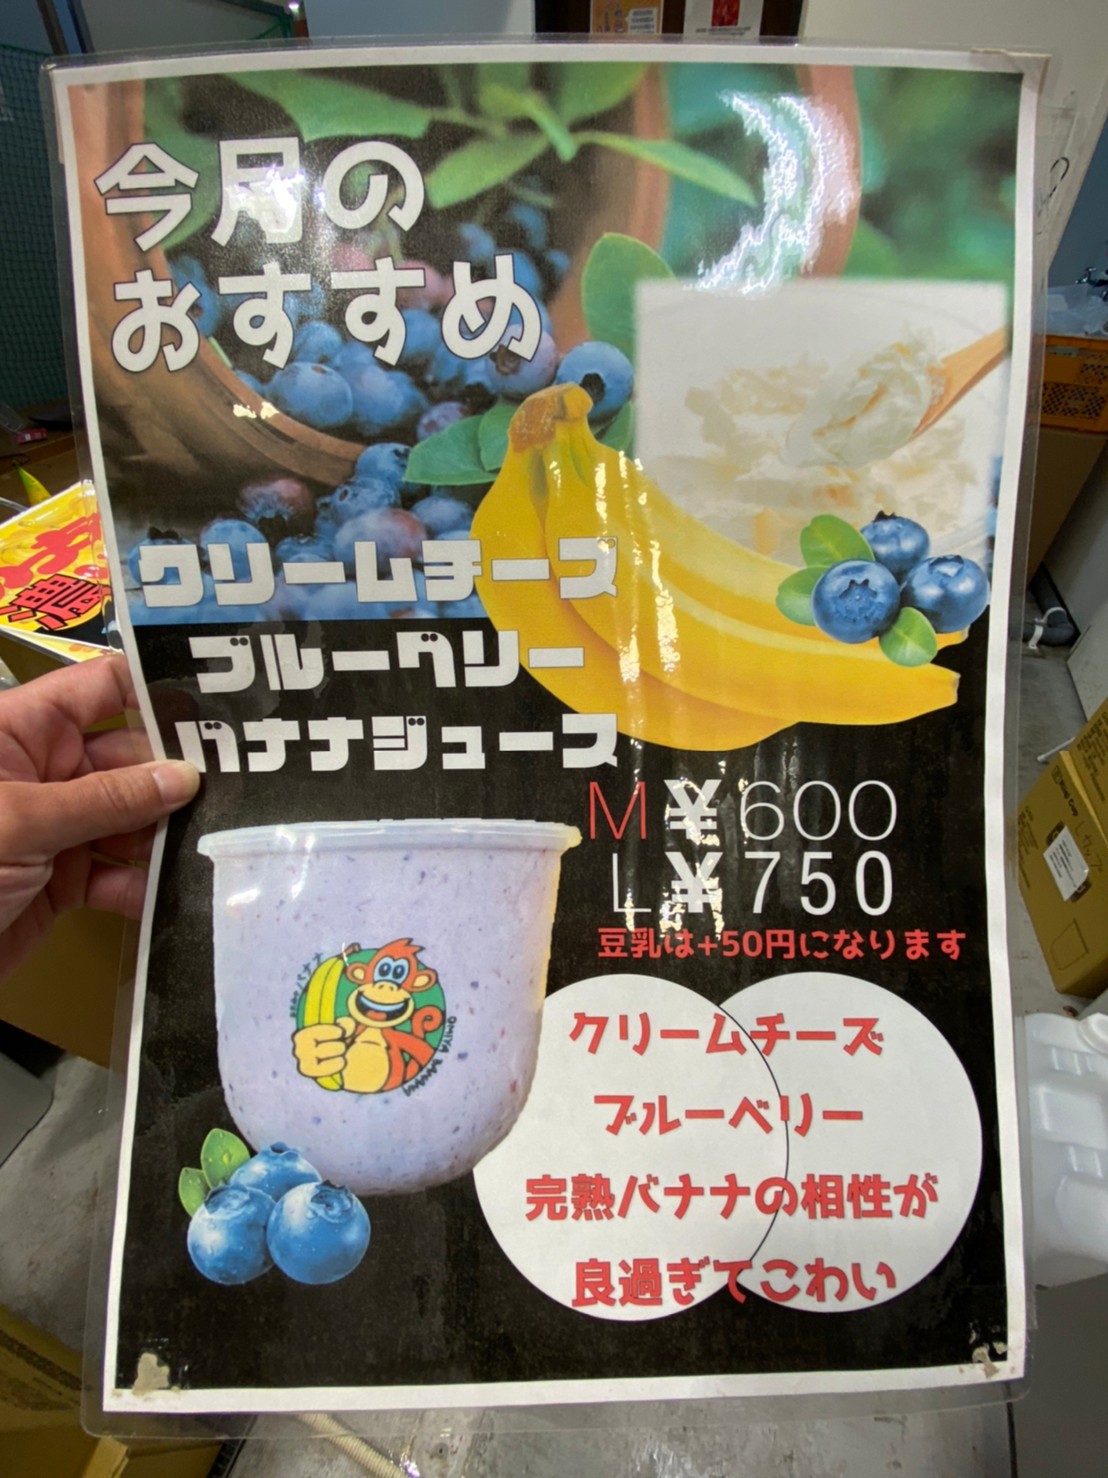 今月の
おすすめ
クリームチーズ
ブルーベリー
バナナジュース
M ¥600
L ¥750
豆乳は+50円になります
クリームチーズ
ブルーベリー
完熟バナナの相性が
良過ぎてこわい